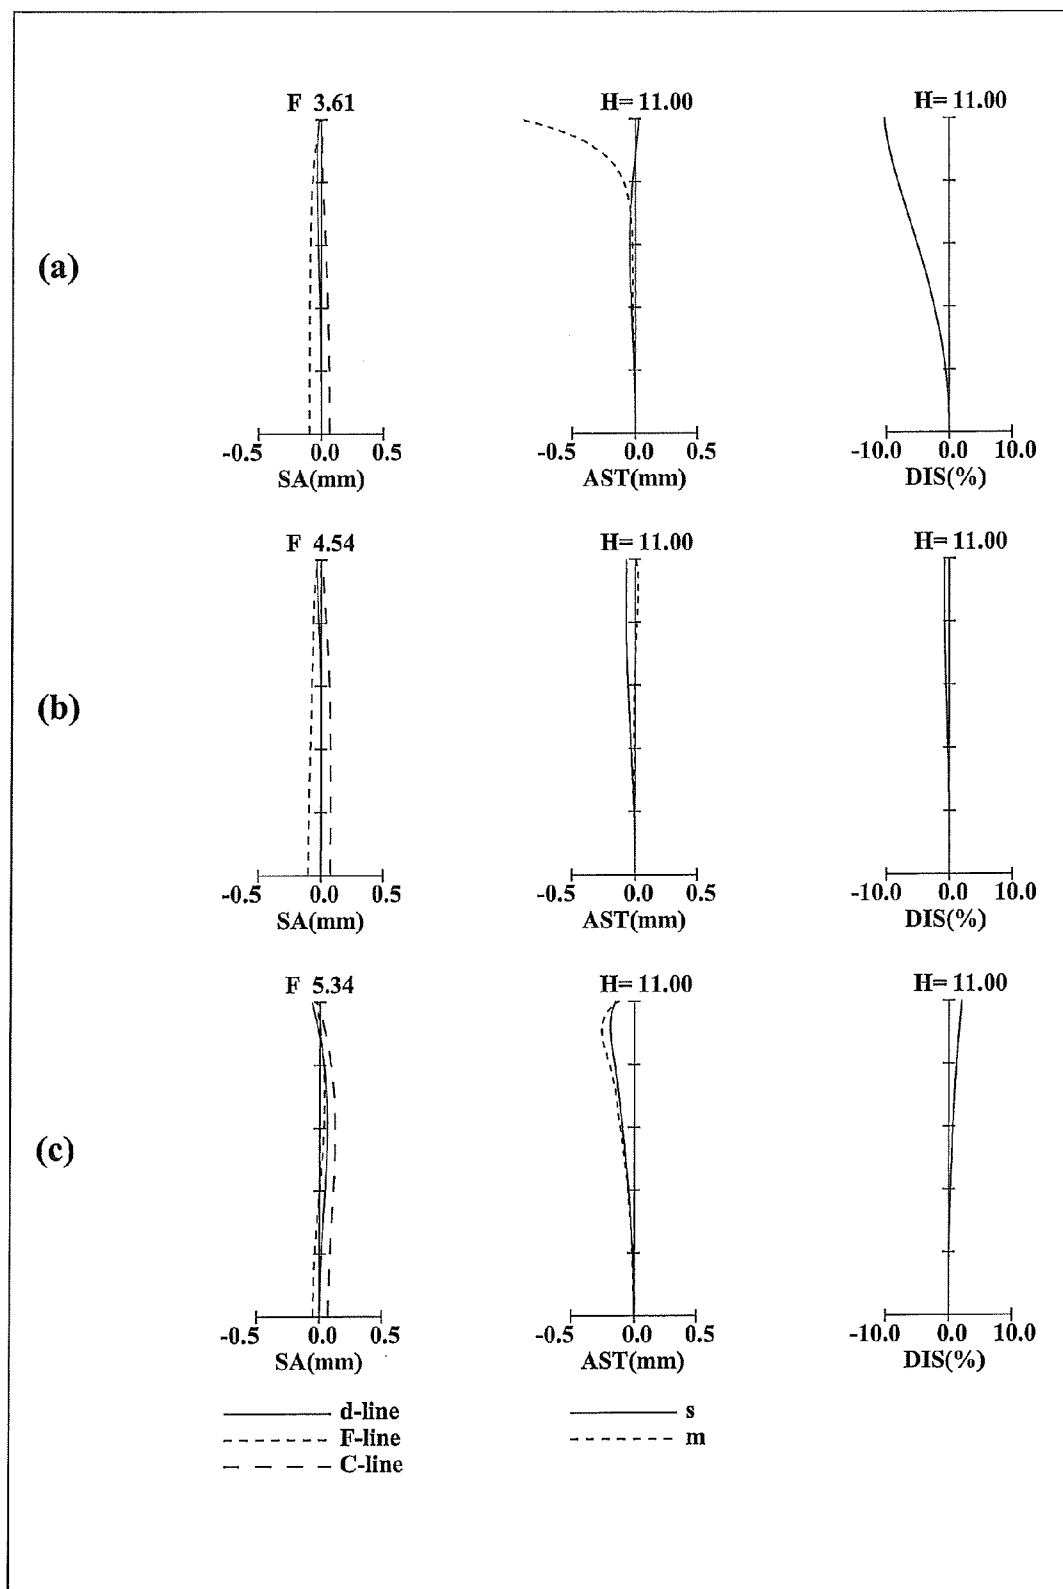 F 3.61 H= 11.00 H= 11.00
(a)
-0.5 0.0 0.5 -0.5 0.0 0.5 -10.0 0.0 10.0
SA(mm) AST(mm) DIS(%)
F 4.54 H= 11.00 H= 11.00
(b)
-0.5 0.0 0.5 -0.5 0.0 0.5 -10.0 0.0 10.0
SA(mm) AST(mm) DIS(%)
F 5.34 H= 11.00 H= 11.00
(c)
-0.5 0.0 0.5 -0.5 0.0 0.5 -10.0 0.0 10.0
SA(mm) AST(mm) DIS(%)
d-line s
F-line m
C-line